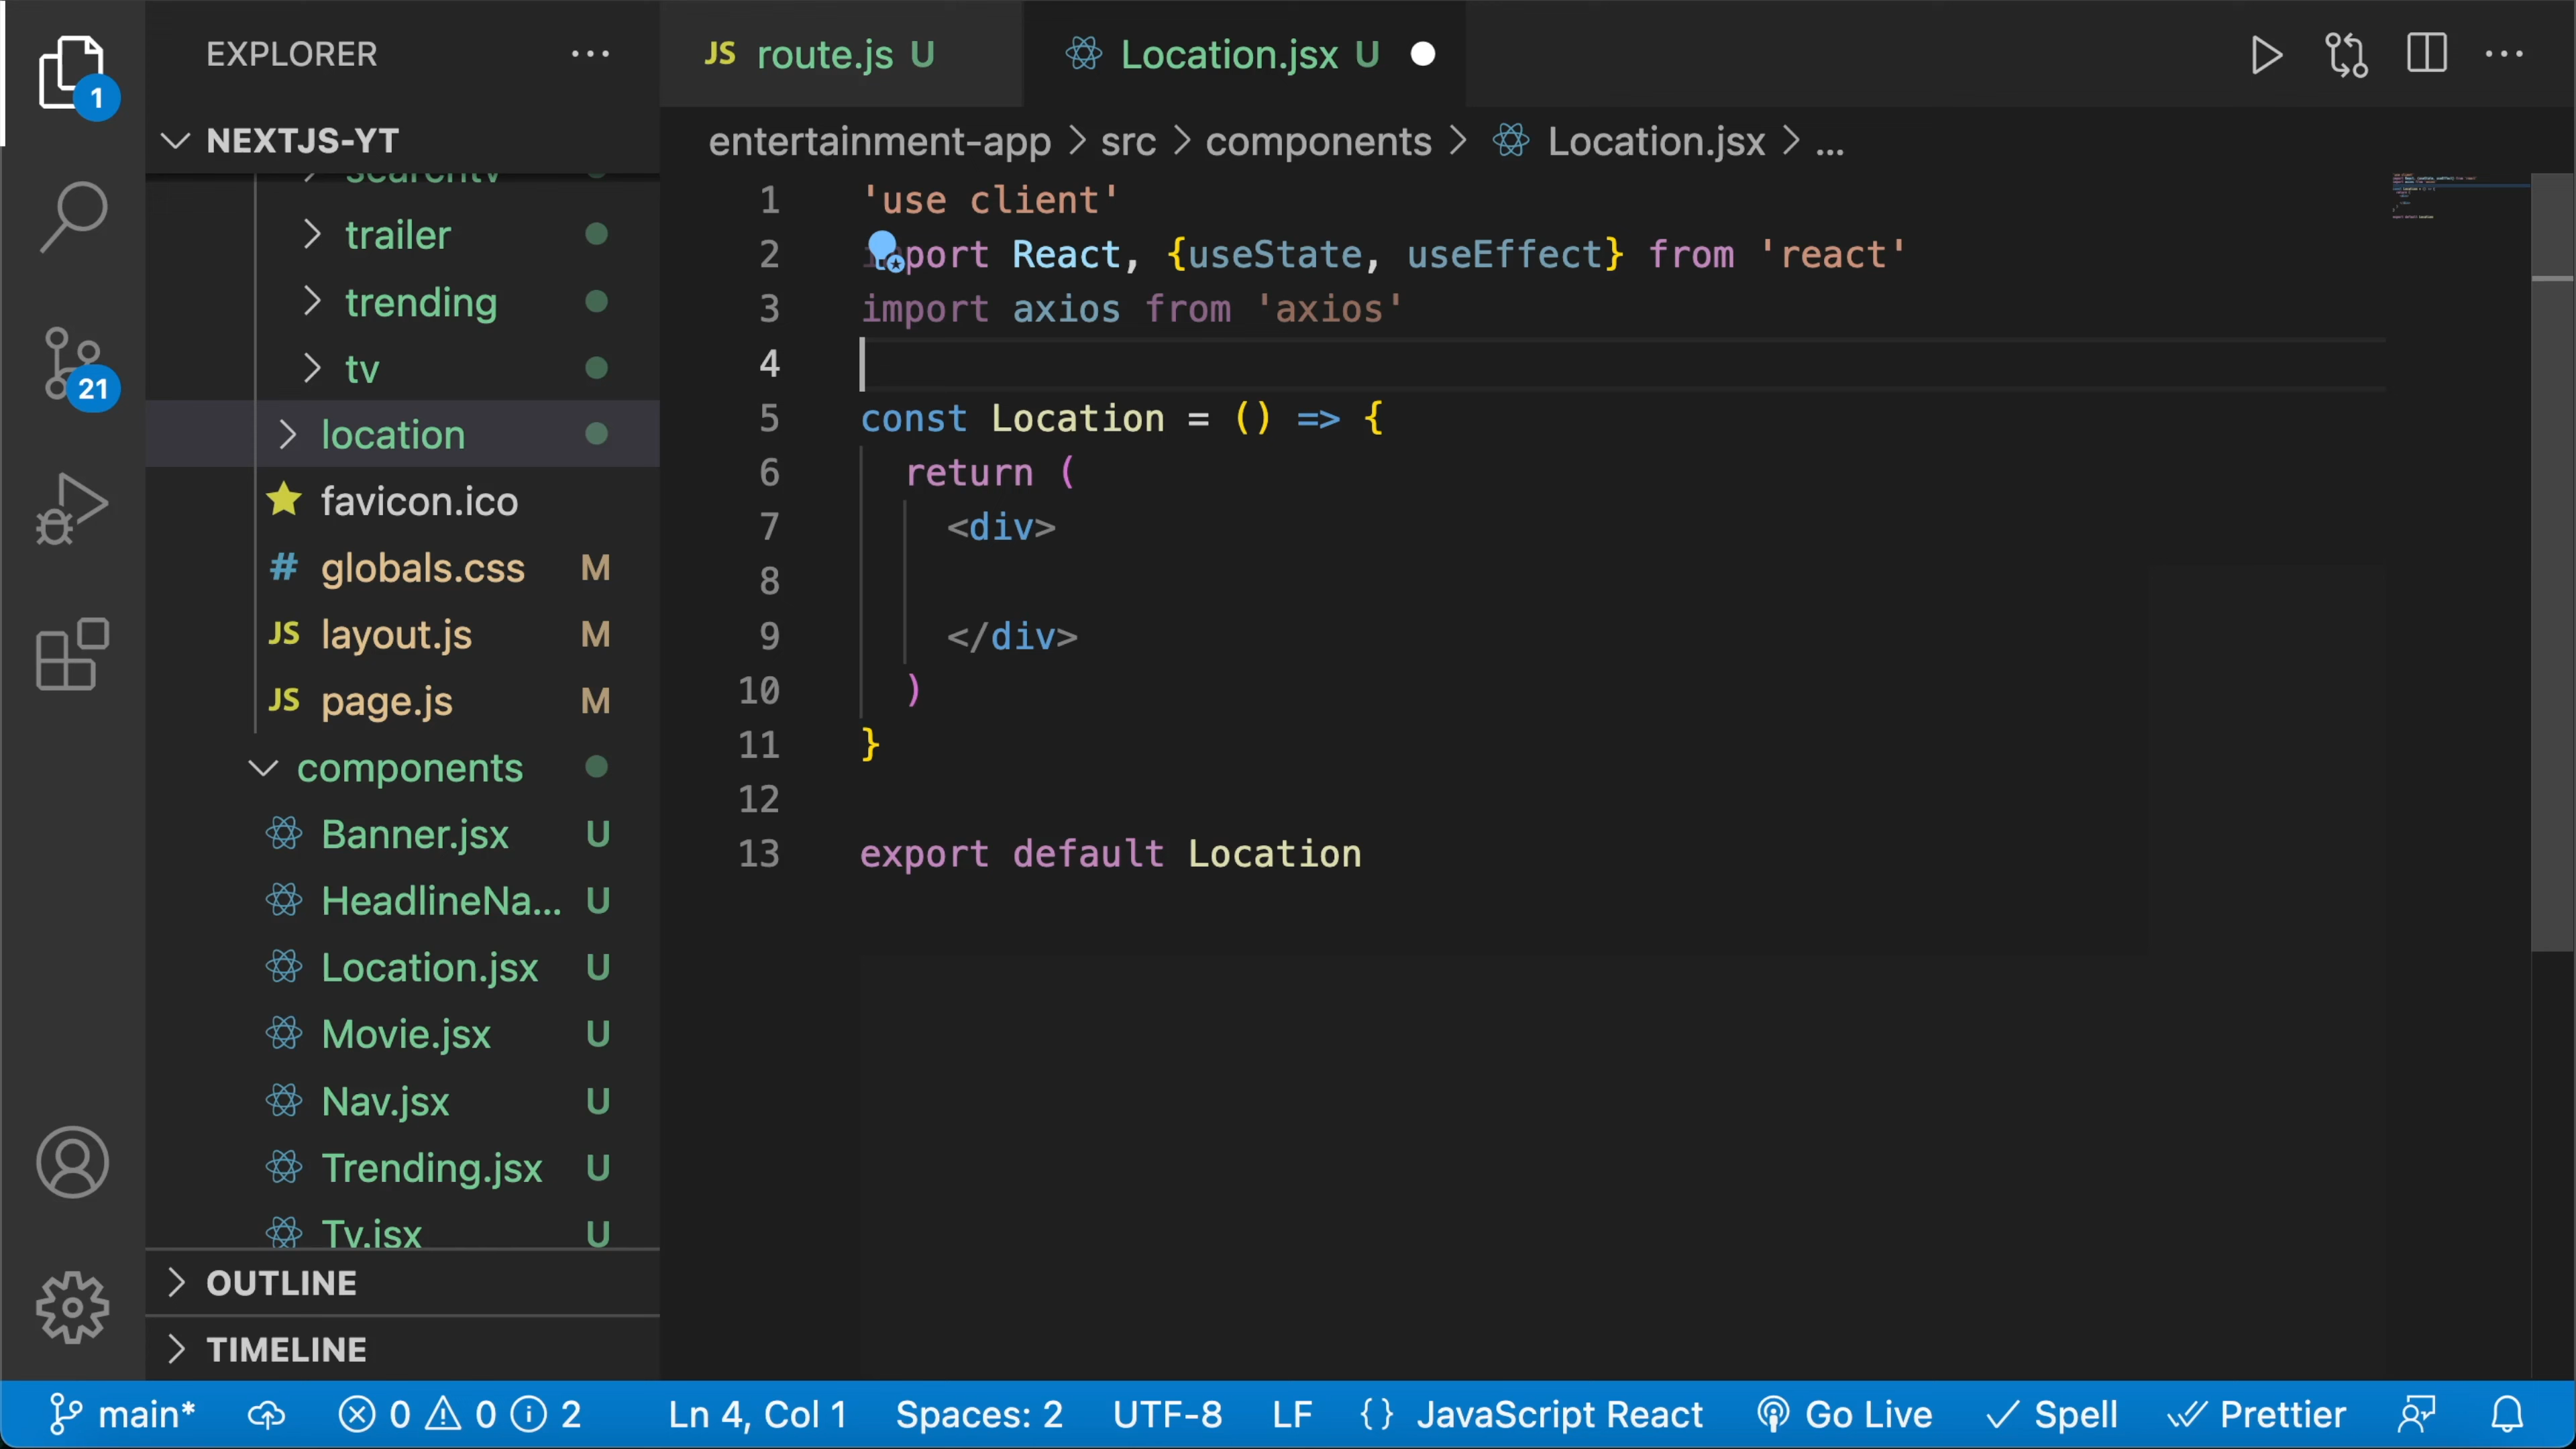 EXPLORER
NEXTJS-YT
searchtv
trailer
trending
tv
location
favicon.ico
# globals.css M
JS layout.js M
JS page.js M
components
Banner.jsx U
HeadlineNa... U
Location.jsx U
Movie.jsx U
Nav.jsx U
Trending.jsx U
Tv.jsx U
OUTLINE
TIMELINE
1
21
JS route.js U
Location.jsx U
entertainment-app > src > components > Location.jsx > ...
1 'use client'
2 import React, {useState, useEffect} from 'react'
3 import axios from 'axios'
4
5 const Location = () => {
6 return (
7 <div>
8
9 </div>
10 )
11 }
12
13 export default Location
main* 0 0 2 Ln 4, Col 1 Spaces: 2 UTF-8 LF {} JavaScript React Go Live Spell Prettier